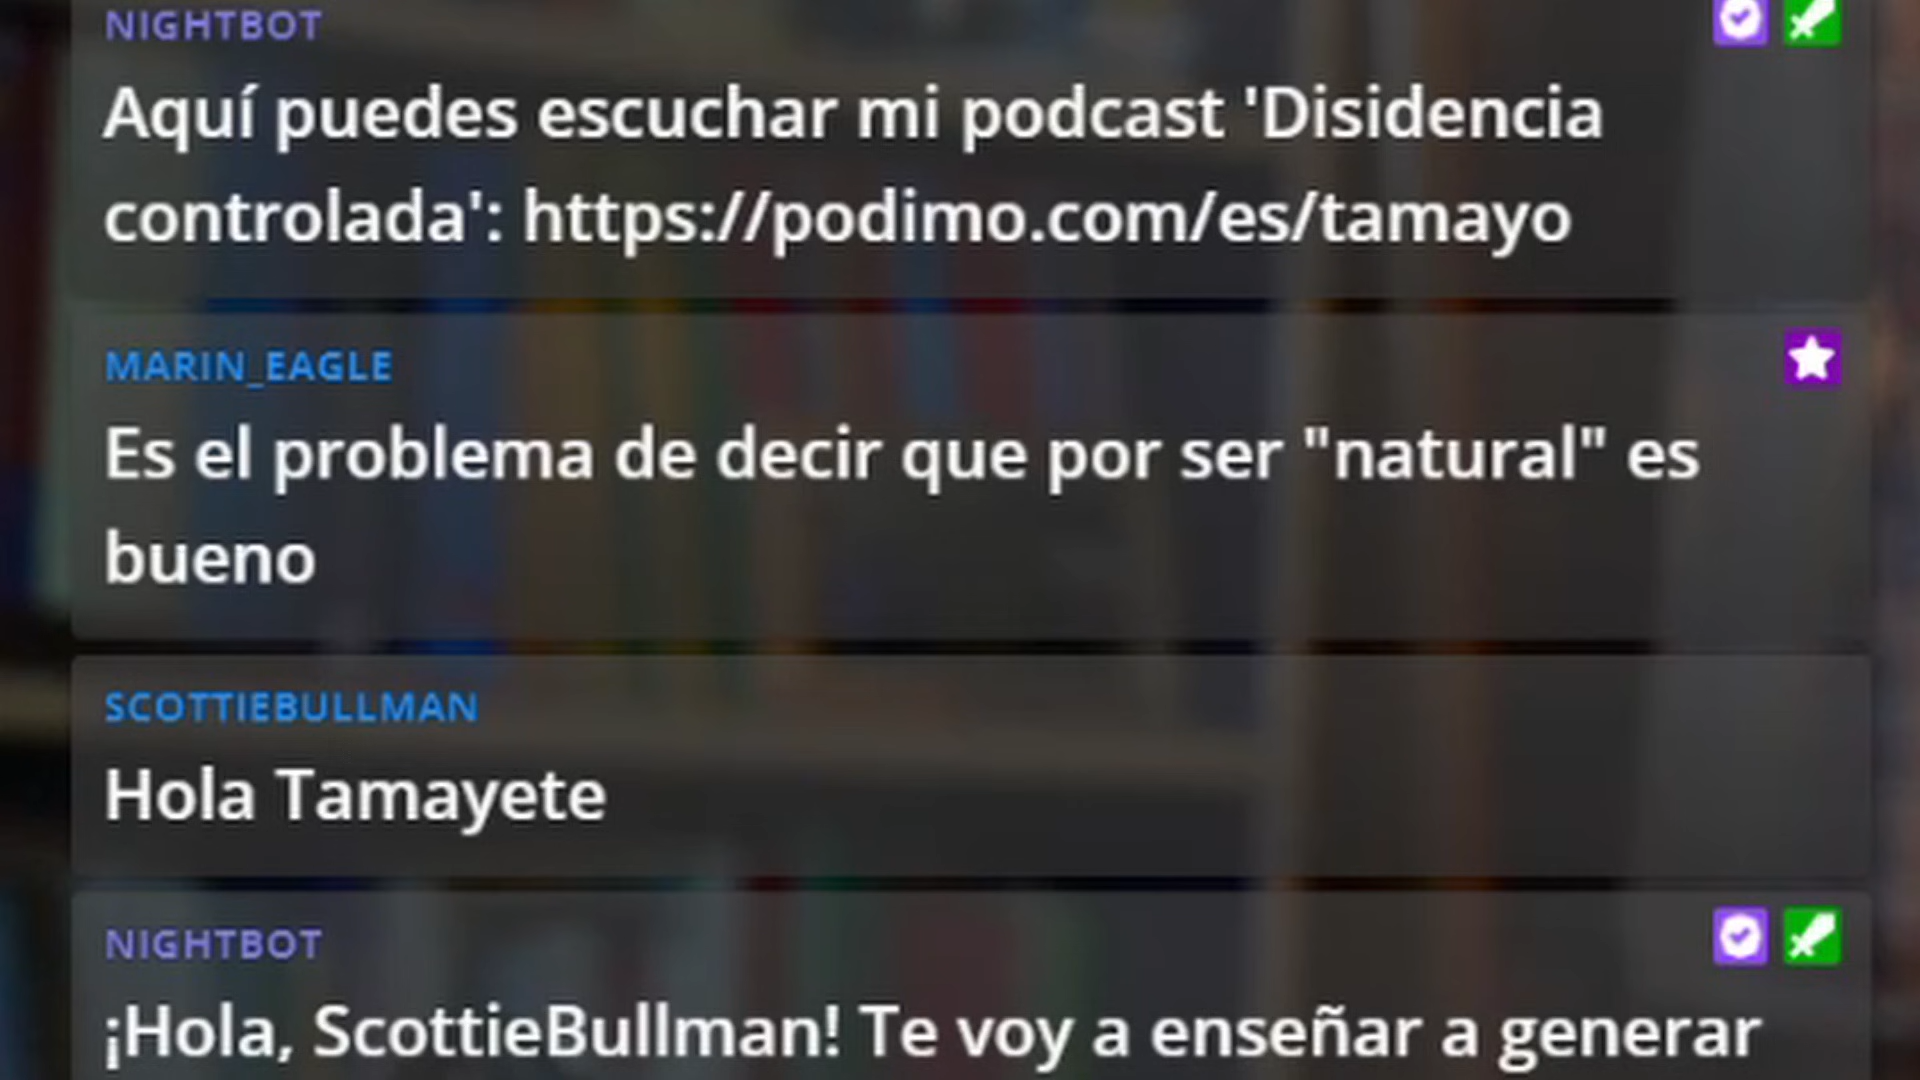 NIGHTBOT
Aquí puedes escuchar mi podcast 'Disidencia
controlada': https://podimo.com/es/tamayo
MARIN_EAGLE
Es el problema de decir que por ser "natural" es
bueno
SCOTTIEBULLMAN
Hola Tamayete
NIGHTBOT
¡Hola, ScottieBullman! Te voy a enseñar a generar